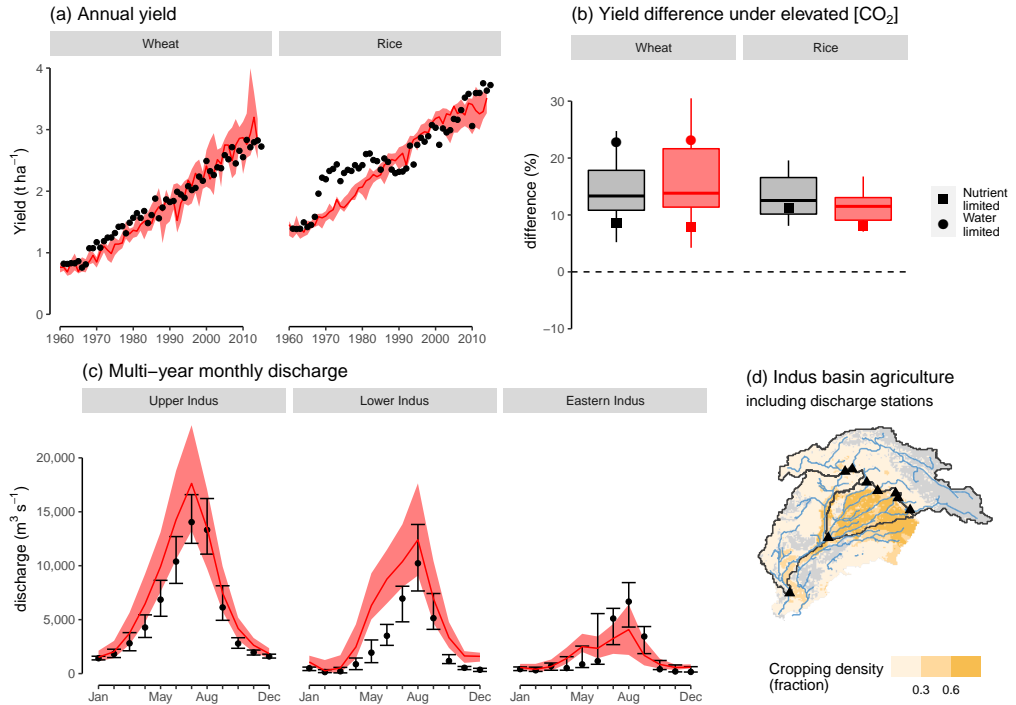 (a) Annual yield
Wheat
Rice
Yield (t ha⁻¹)
4
3
2
1
0
1960 1970 1980 1990 2000 2010
1960 1970 1980 1990 2000 2010
(b) Yield difference under elevated [CO₂]
Wheat
Rice
difference (%)
30
20
10
0
−10
Nutrient
limited
Water
limited
(c) Multi−year monthly discharge
Upper Indus
Lower Indus
Eastern Indus
discharge (m³ s⁻¹)
20,000
15,000
10,000
5,000
0
Jan May Aug Dec
Jan May Aug Dec
Jan May Aug Dec
(d) Indus basin agriculture
including discharge stations
Cropping density
(fraction)
0.3 0.6